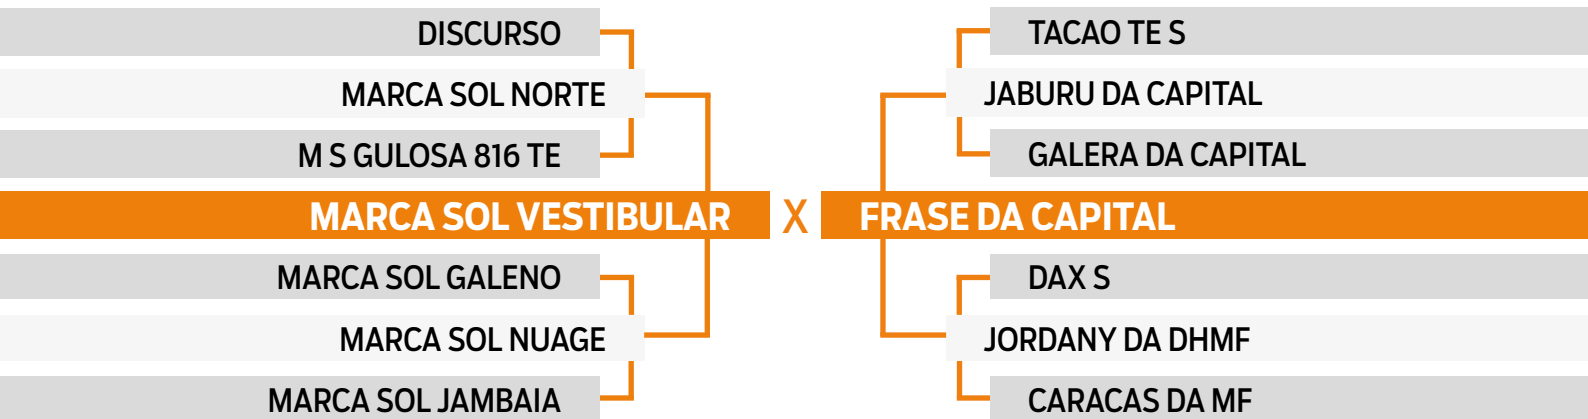 DISCURSO
MARCA SOL NORTE
M S GULOSA 816 TE
MARCA SOL VESTIBULAR X FRASE DA CAPITAL
MARCA SOL GALENO
MARCA SOL NUAGE
MARCA SOL JAMBAIA
TACAO TE S
JABURU DA CAPITAL
GALERA DA CAPITAL
DAX S
JORDANY DA DHMF
CARACAS DA MF